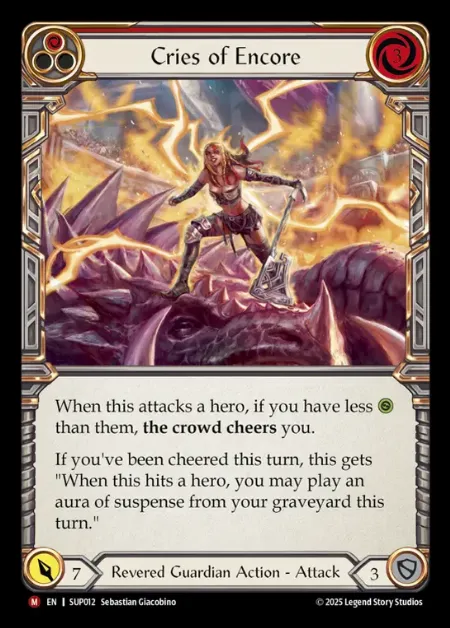 Cries of Encore
3
When this attacks a hero, if you have less
than them, the crowd cheers you.
If you've been cheered this turn, this gets
"When this hits a hero, you may play an
aura of suspense from your graveyard this
turn."
7 Revered Guardian Action - Attack 3
M EN | SUP012 Sebastian Giacobino © 2025 Legend Story Studios